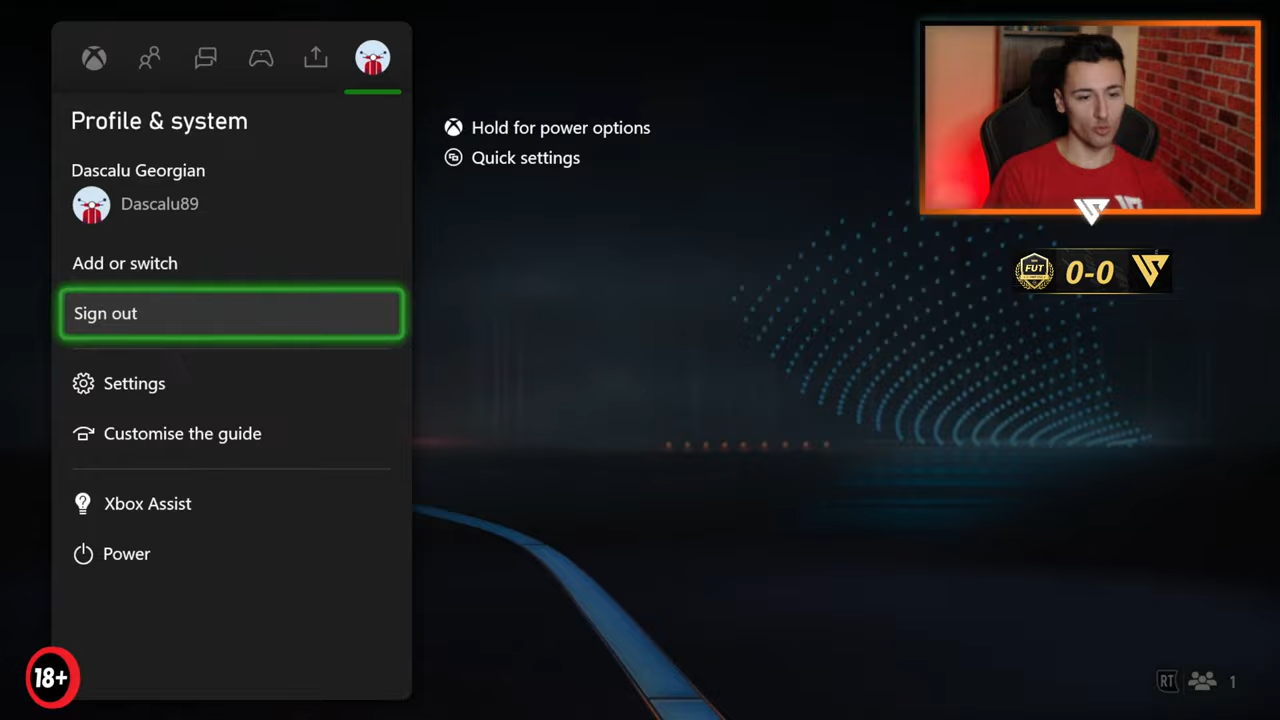 Profile & system
Dascalu Georgian
Dascalu89
Add or switch
Sign out
Settings
Customise the guide
Xbox Assist
Power
Hold for power options
Quick settings
FUT
0-0
18+
RT
1